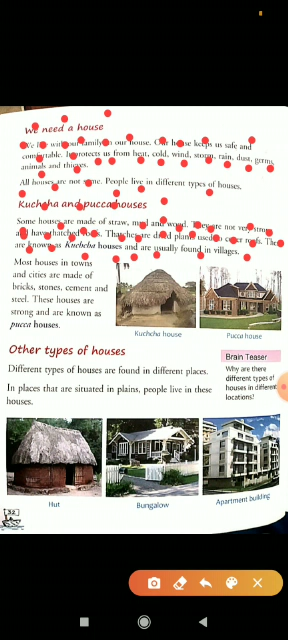 We need a house
We live with our family in our house. Our house keeps us safe and
comfortable. It protects us from heat, cold, wind, storm, rain, dust, germs,
animals and thieves.
All houses are not same. People live in different types of houses.
Kuchcha and pucca houses
Some houses are made of straw, mud and wood. They are not very strong
and have thatched roofs. Thatches are dried plants used to cover roofs. These
are known as Kuchcha houses and are usually found in villages.
Most houses in towns
and cities are made of
bricks, stones, cement and
steel. These houses are
strong and are known as
pucca houses.
Kuchcha house
Pucca house
Other types of houses
Different types of houses are found in different places.
In places that are situated in plains, people live in these
houses.
Brain Teaser
Why are there
different types of
houses in different
locations?
Hut
Bungalow
Apartment building
32